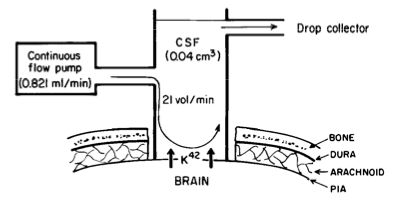 CSF
(0.04 cm³)
Drop collector
Continuous
flow pump
(0.821 ml/min)
21 vol/min
K⁴²
BRAIN
BONE
DURA
ARACHNOID
PIA